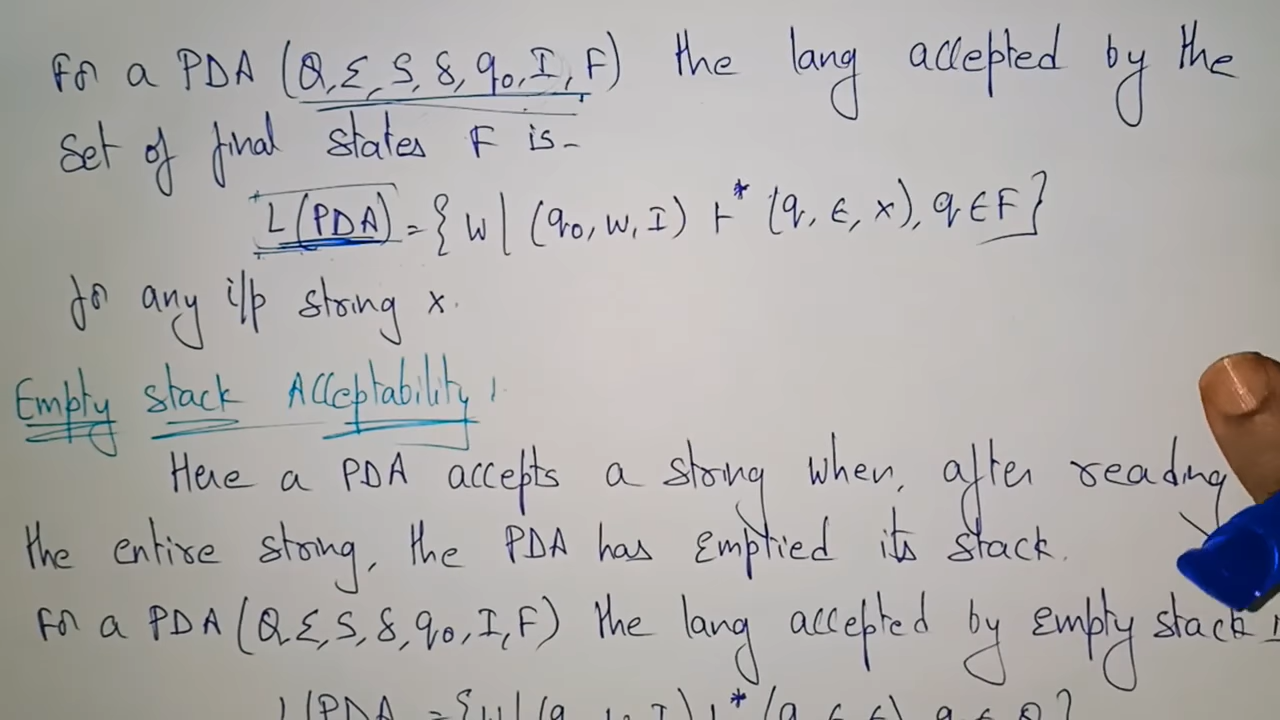 For a PDA (Q, Σ, S, δ, q₀, I, F) the lang accepted by the
Set of final states F is-
L(PDA) = { W | (q₀, w, I) ⊢* (q, ε, x), q ∈ F }
for any i/p string x.
Empty stack Acceptability :
Here a PDA accepts a string when, after reading
the entire string, the PDA has Emptied its stack.
For a PDA (Q, Σ, S, δ, q₀, I, F) the lang accepted by Empty stack
L(PDA = { W | (q ... I) ⊢* (q, ε, ε), q ∈ Q }